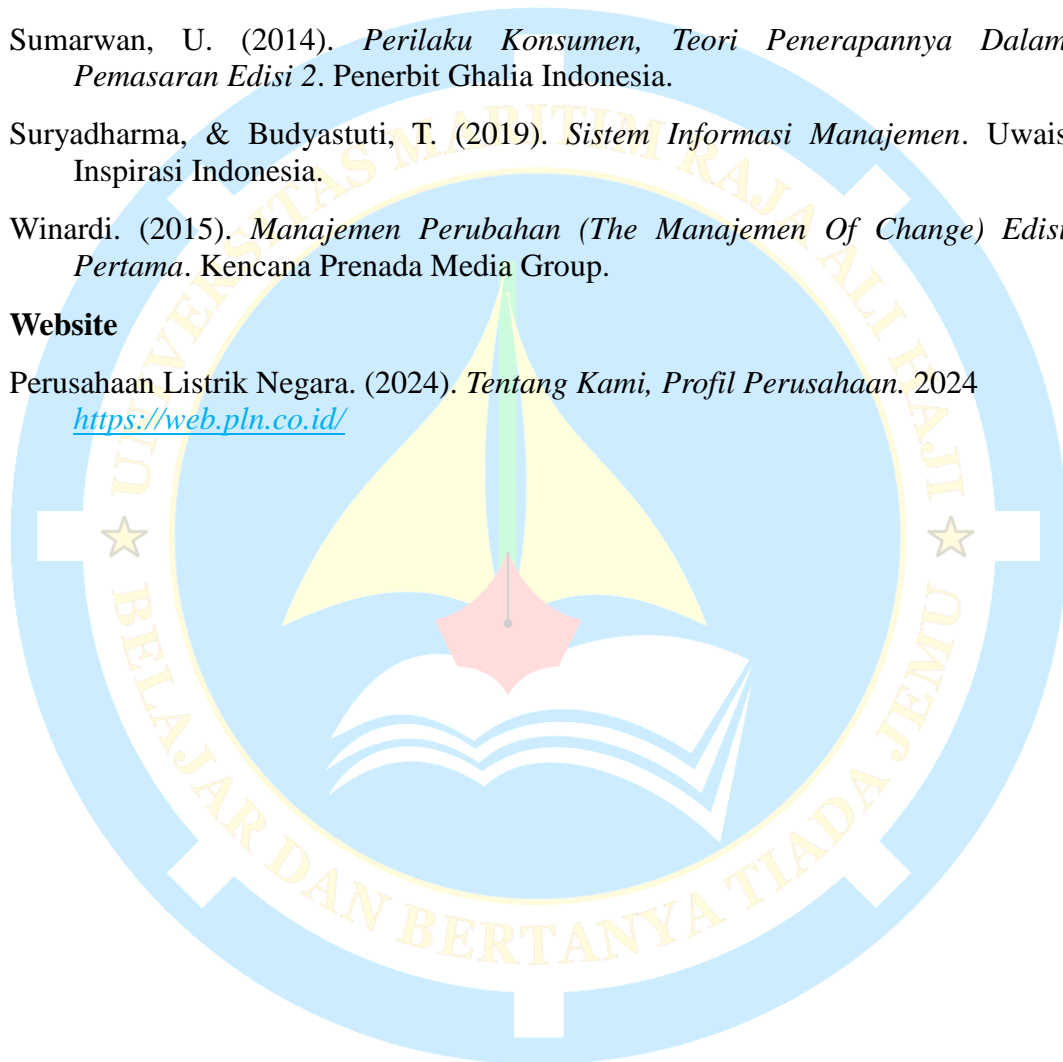 Sumarwan, U. (2014). Perilaku Konsumen, Teori Penerapannya Dalam
Pemasaran Edisi 2. Penerbit Ghalia Indonesia.
Suryadharma, & Budyastuti, T. (2019). Sistem Informasi Manajemen. Uwais
Inspirasi Indonesia.
Winardi. (2015). Manajemen Perubahan (The Manajemen Of Change) Edisi
Pertama. Kencana Prenada Media Group.
Website
Perusahaan Listrik Negara. (2024). Tentang Kami, Profil Perusahaan. 2024
https://web.pln.co.id/
UNIVERSITAS MARITIM RAJA ALI HAJI
BELAJAR DAN BERTANYA TIADA JEMU